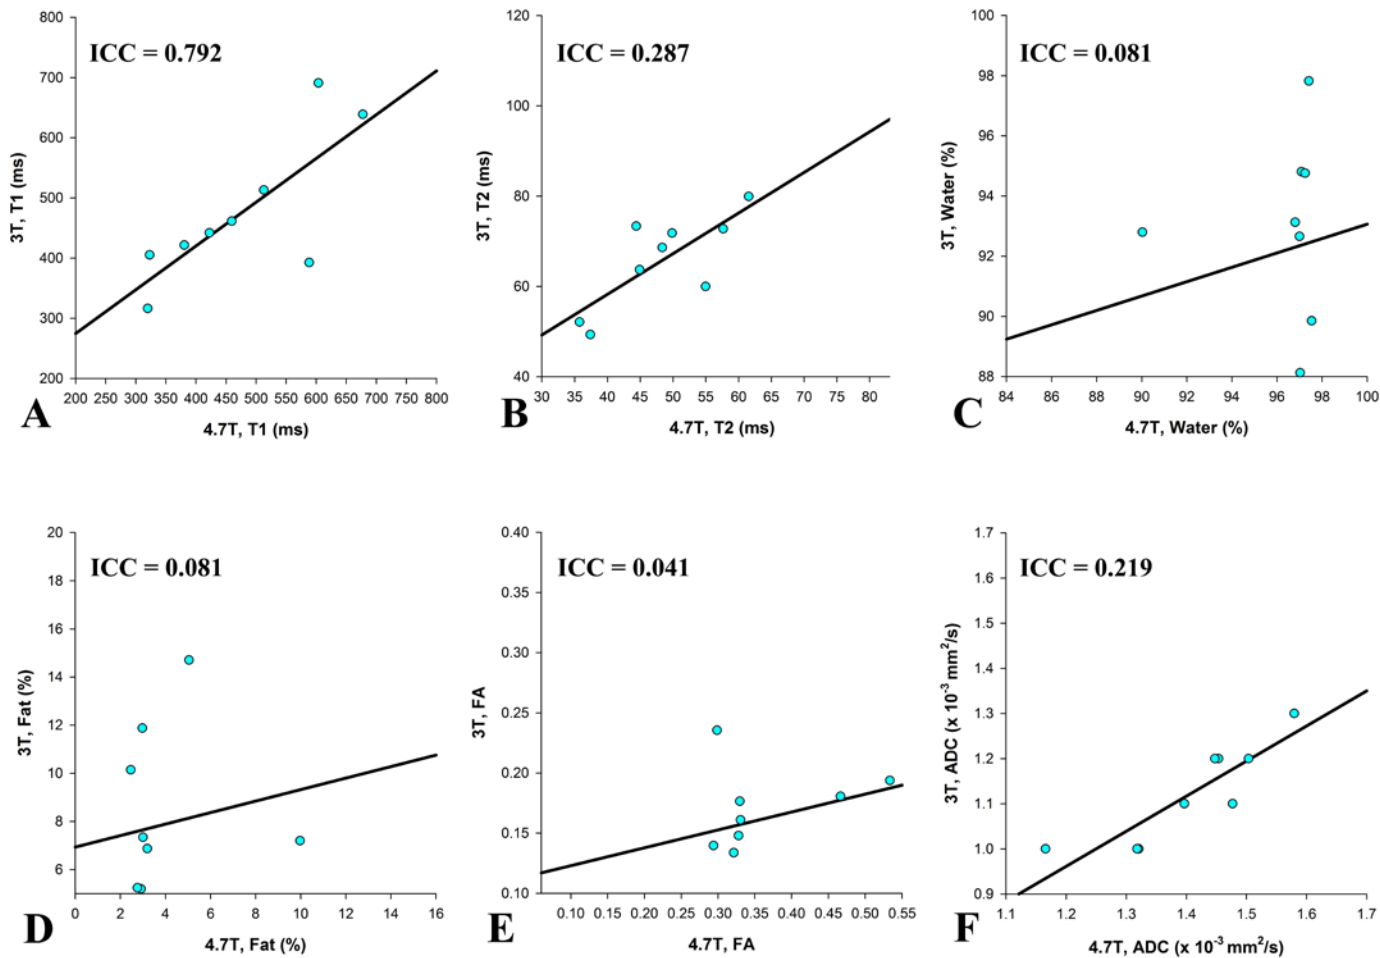 ICC = 0.792
800
700
600
500
400
300
200
3T, T1 (ms)
200 250 300 350 400 450 500 550 600 650 700 750 800
4.7T, T1 (ms)
A
ICC = 0.287
120
100
80
60
40
3T, T2 (ms)
30 35 40 45 50 55 60 65 70 75 80
4.7T, T2 (ms)
B
ICC = 0.081
100
98
96
94
92
90
88
3T, Water (%)
84 86 88 90 92 94 96 98 100
4.7T, Water (%)
C
ICC = 0.081
20
18
16
14
12
10
8
6
3T, Fat (%)
0 2 4 6 8 10 12 14 16
4.7T, Fat (%)
D
ICC = 0.041
0.40
0.35
0.30
0.25
0.20
0.15
0.10
3T, FA
0.10 0.15 0.20 0.25 0.30 0.35 0.40 0.45 0.50 0.55
4.7T, FA
E
ICC = 0.219
1.7
1.6
1.5
1.4
1.3
1.2
1.1
1.0
0.9
3T, ADC (x 10⁻³ mm²/s)
1.1 1.2 1.3 1.4 1.5 1.6 1.7
4.7T, ADC (x 10⁻³ mm²/s)
F